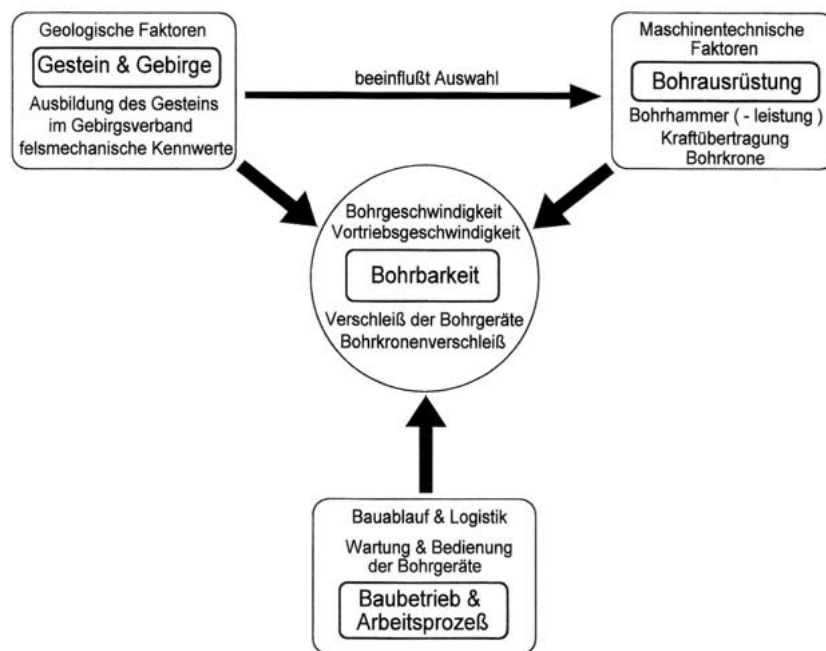 Geologische Faktoren
Gestein & Gebirge
Ausbildung des Gesteins
im Gebirgsverband
felsmechanische Kennwerte
beeinflußt Auswahl
Maschinentechnische
Faktoren
Bohrausrüstung
Bohrhammer ( - leistung )
Kraftübertragung
Bohrkrone
Bohrgeschwindigkeit
Vortriebsgeschwindigkeit
Bohrbarkeit
Verschleiß der Bohrgeräte
Bohrkronenverschleiß
Bauablauf & Logistik
Wartung & Bedienung
der Bohrgeräte
Baubetrieb &
Arbeitsprozeß